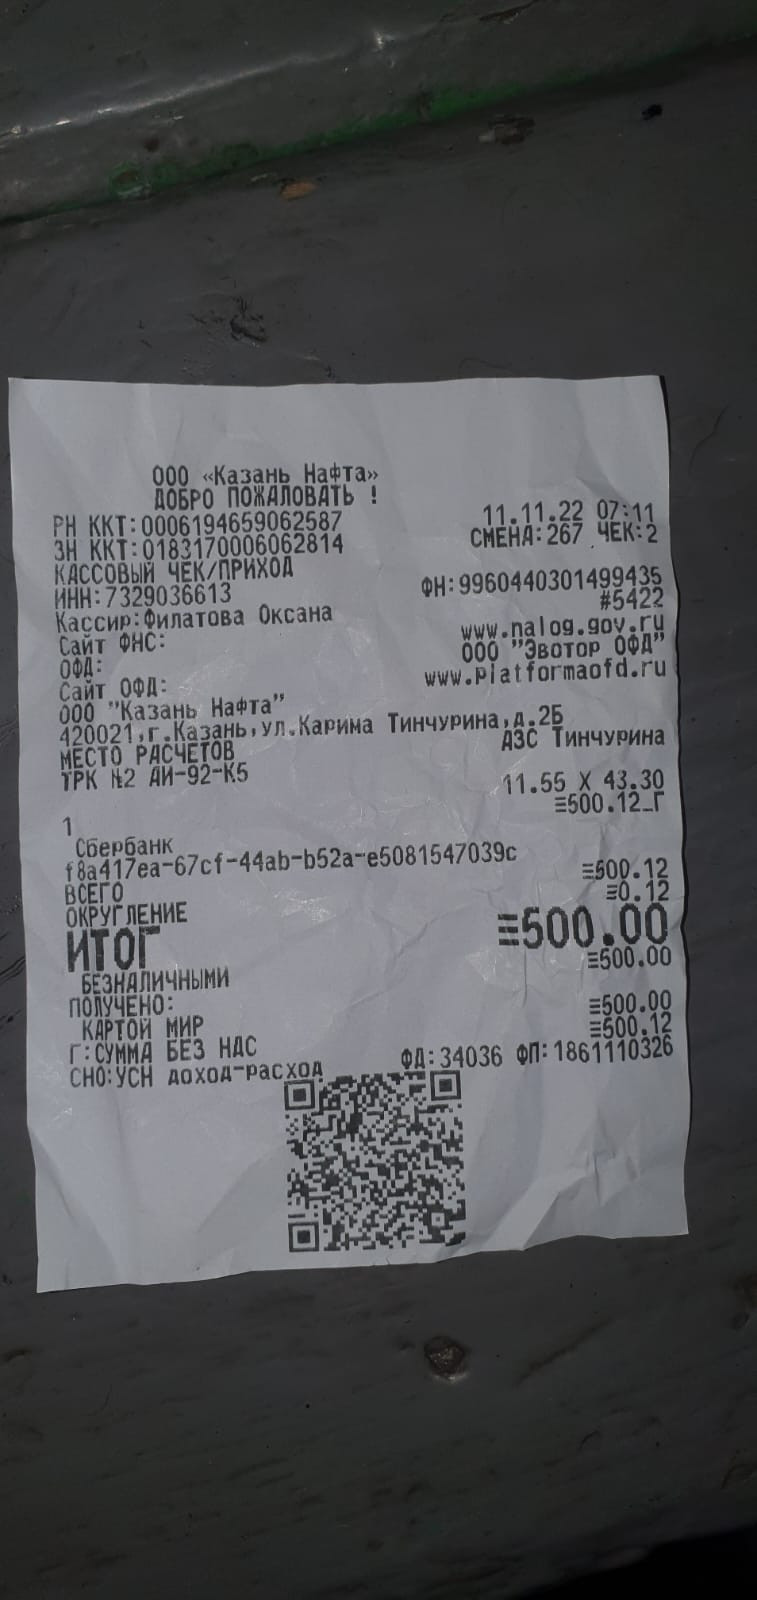 ООО «Казань Нафта»
ДОБРО ПОЖАЛОВАТЬ !
РН ККТ:0006194659062587 11.11.22 07:11
ЗН ККТ:0183170006062814 СМЕНА:267 ЧЕК:2
КАССОВЫЙ ЧЕК/ПРИХОД
ИНН:7329036613 ФН:9960440301499435
Кассир:Филатова Оксана #5422
Сайт ФНС: www.nalog.gov.ru
ОФД: ООО "Эвотор ОФД"
Сайт ОФД: www.platformaofd.ru
ООО "Казань Нафта"
420021,г.Казань,ул.Карима Тинчурина,д.2Б
МЕСТО РАСЧЕТОВ АЗС Тинчурина
ТРК №2 АИ-92-К5
11.55 X 43.30
1 ≡500.12_Г
Сбербанк
f8a417ea-67cf-44ab-b52a-e5081547039c
ВСЕГО ≡500.12
ОКРУГЛЕНИЕ ≡0.12
ИТОГ ≡500.00
БЕЗНАЛИЧНЫМИ ≡500.00
ПОЛУЧЕНО:
КАРТОЙ МИР ≡500.00
Г:СУММА БЕЗ НДС ≡500.12
СНО:УСН доход-расход ФД:34036 ФП:1861110326